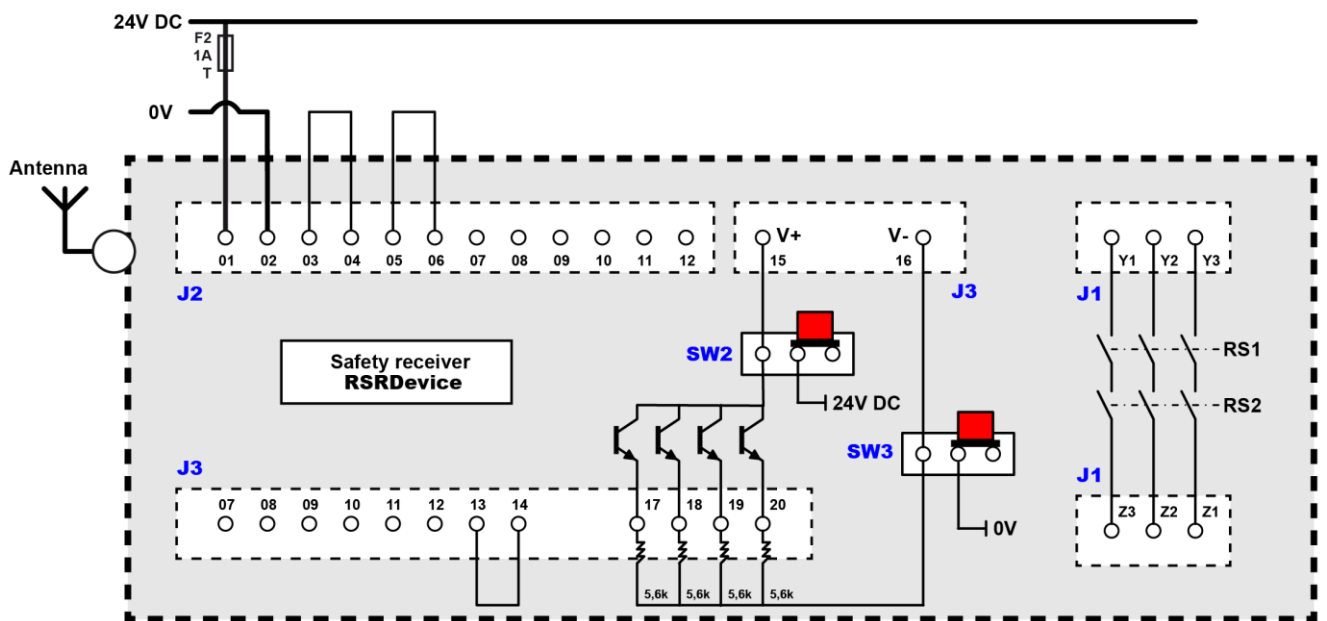 24V DC
F2
1A
T
0V
Antenna
V+ V-
01 02 03 04 05 06 07 08 09 10 11 12 15 16 Y1 Y2 Y3
J2 J3 J1
Safety receiver
RSRDevice
SW2
RS1
24V DC
RS2
SW3
J3 J1
07 08 09 10 11 12 13 14 17 18 19 20 Z3 Z2 Z1
0V
5,6k 5,6k 5,6k